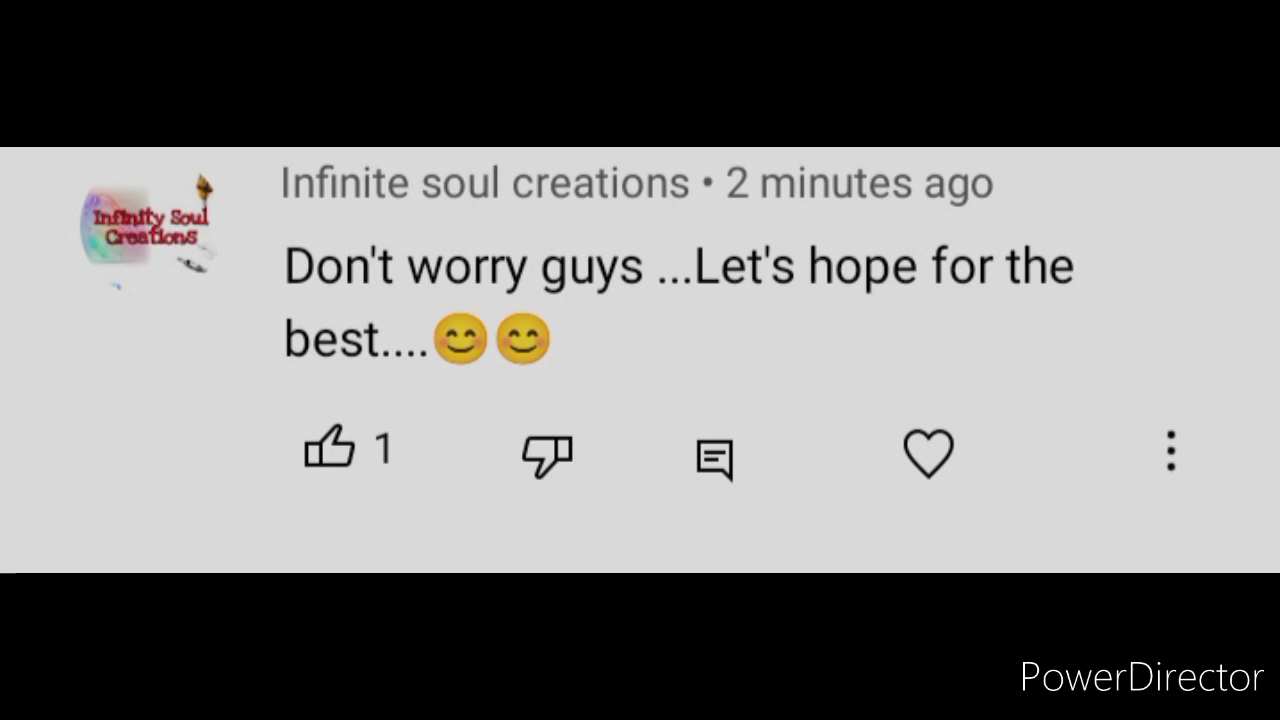 Infinite soul creations • 2 minutes ago
Infinity Soul
Creations
Don't worry guys ...Let's hope for the
best....😊😊
1
PowerDirector